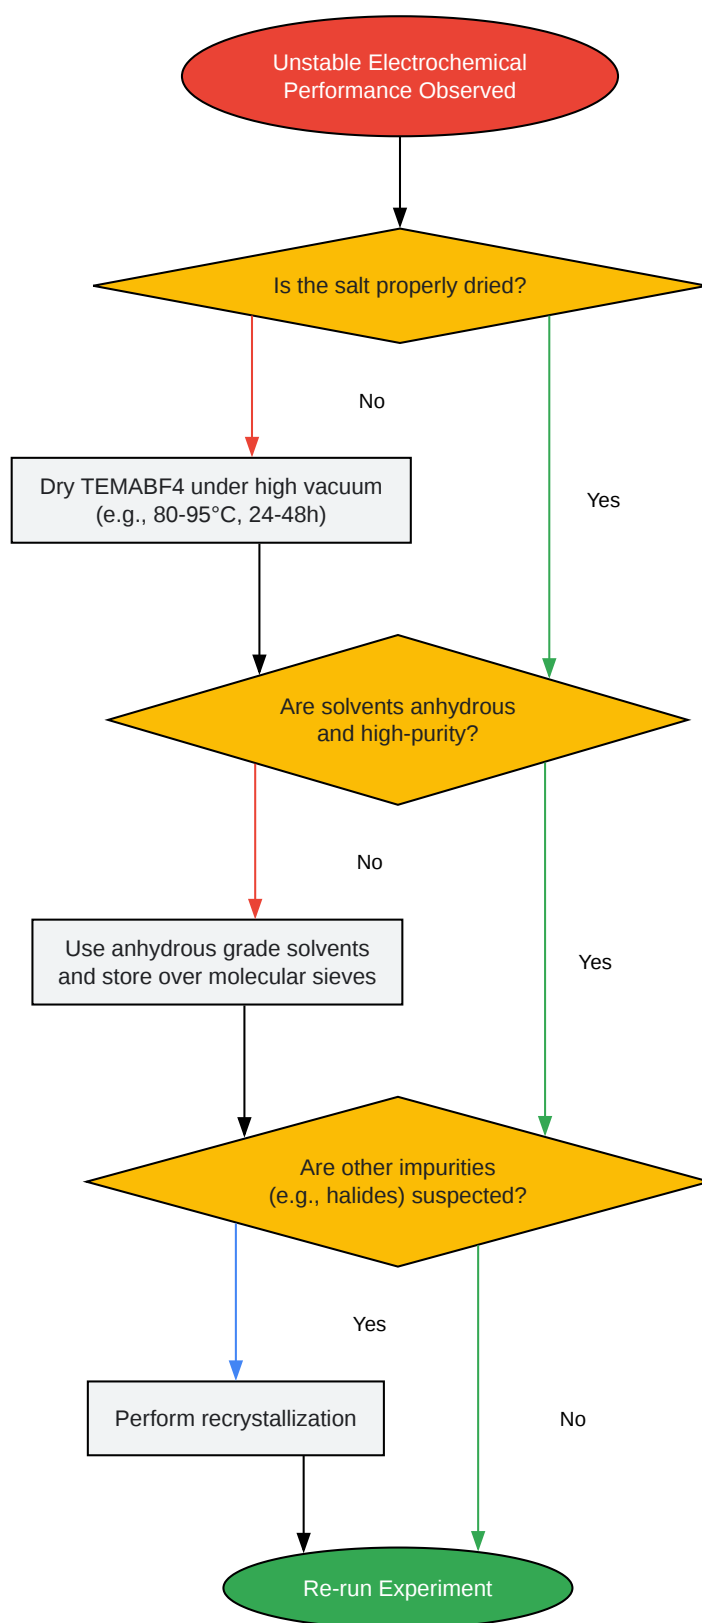 Unstable Electrochemical
Performance Observed
Is the salt properly dried?
No
Dry TEMABF4 under high vacuum
(e.g., 80-95°C, 24-48h)
Yes
Are solvents anhydrous
and high-purity?
No
Use anhydrous grade solvents
and store over molecular sieves
Yes
Are other impurities
(e.g., halides) suspected?
Yes
Perform recrystallization
No
Re-run Experiment